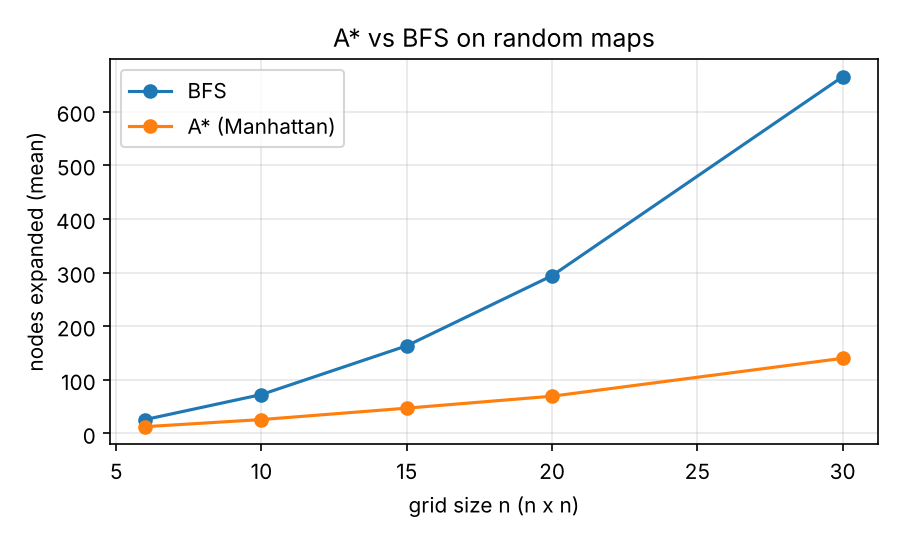 A* vs BFS on random maps
BFS
A* (Manhattan)
nodes expanded (mean)
600
500
400
300
200
100
0
5
10
15
20
25
30
grid size n (n x n)